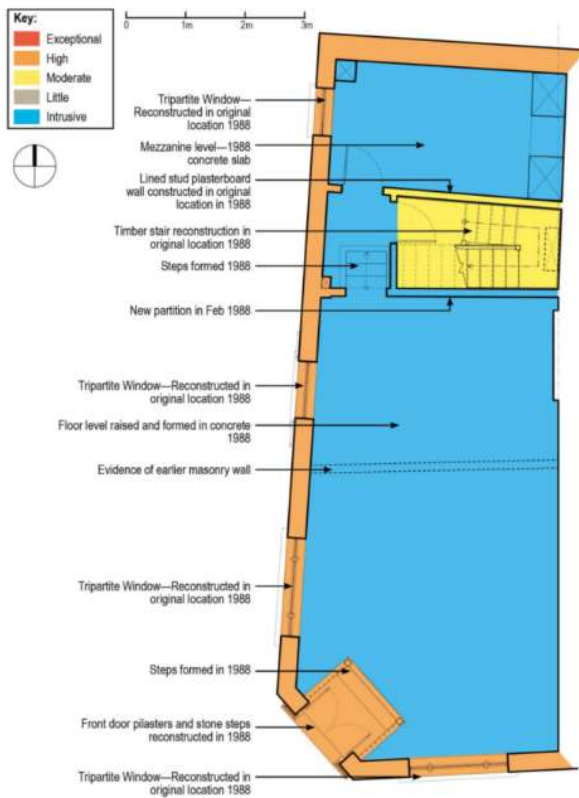 Key:
Exceptional
High
Moderate
Little
Intrusive
0 1m 2m 3m
Tripartite Window—
Reconstructed in original
location 1988
Mezzanine level—1988
concrete slab
Lined stud plasterboard
wall constructed in original
location in 1988
Timber stair reconstruction in
original location 1988
Steps formed 1988
New partition in Feb 1988
Tripartite Window—Reconstructed in
original location 1988
Floor level raised and formed in concrete
1988
Evidence of earlier masonry wall
Tripartite Window—Reconstructed in
original location 1988
Steps formed in 1988
Front door pilasters and stone steps
reconstructed in 1988
Tripartite Window—Reconstructed in
original location 1988